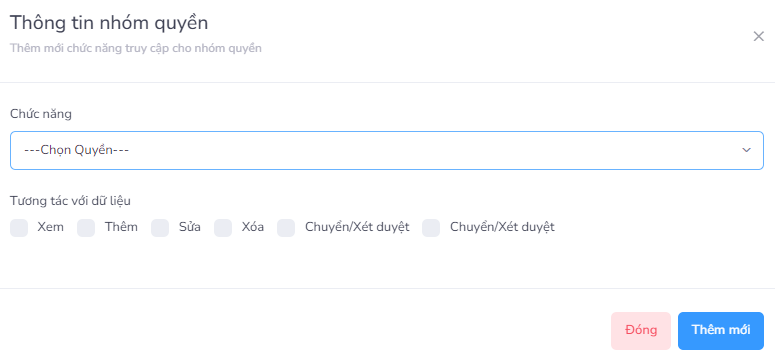 Thông tin nhóm quyền
Thêm mới chức năng truy cập cho nhóm quyền
Chức năng
---Chọn Quyền---
Tương tác với dữ liệu
Xem Thêm Sửa Xóa Chuyển/Xét duyệt Chuyển/Xét duyệt
Đóng Thêm mới